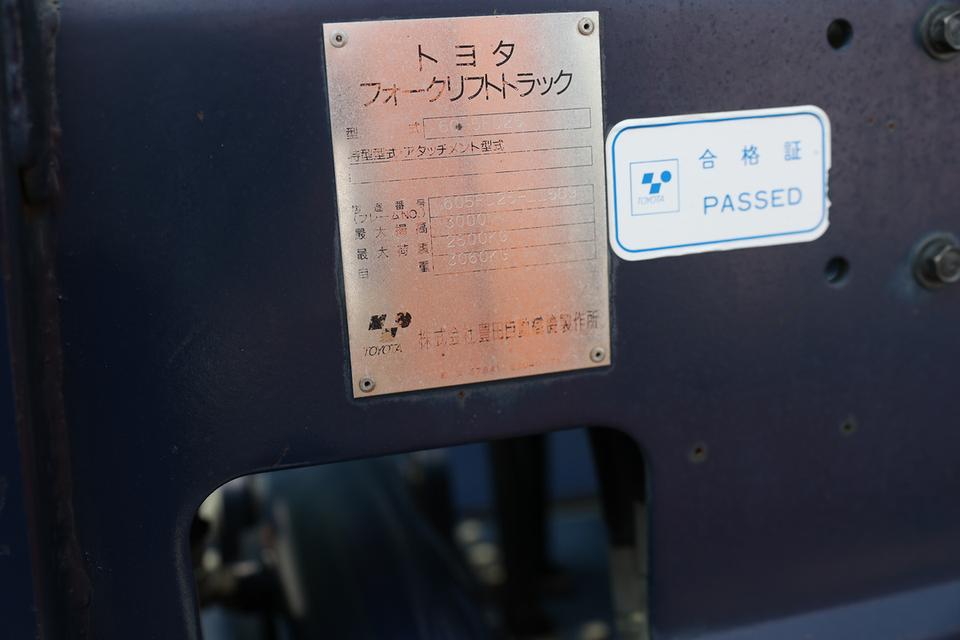 トヨタ
フォークリフトトラック
型 式
特型型式・アタッチメント型式
製造番号
(フレームNO.)
最大揚高 3000
最大荷重 2500KG
自 重 3060KG
TOYOTA 株式会社豊田自動織機製作所
合格証
TOYOTA PASSED